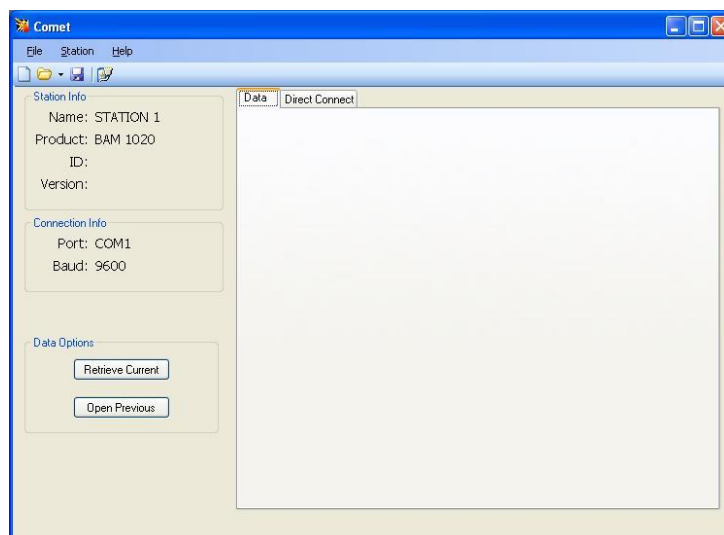 Comet
File Station Help
Station Info
Name: STATION 1
Product: BAM 1020
ID:
Version:
Connection Info
Port: COM1
Baud: 9600
Data Options
Retrieve Current
Open Previous
Data Direct Connect